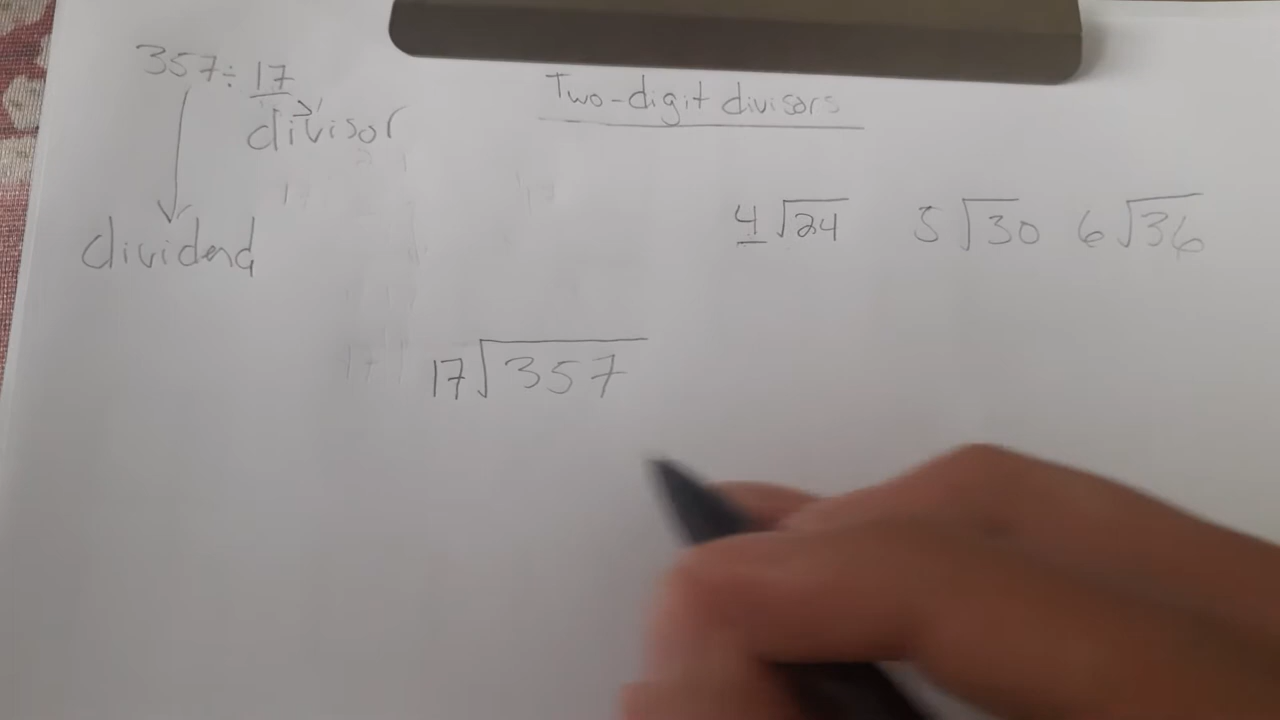 357÷17
divisor
dividend
Two-digit divisors
4√24 5√30 6√36
17√357